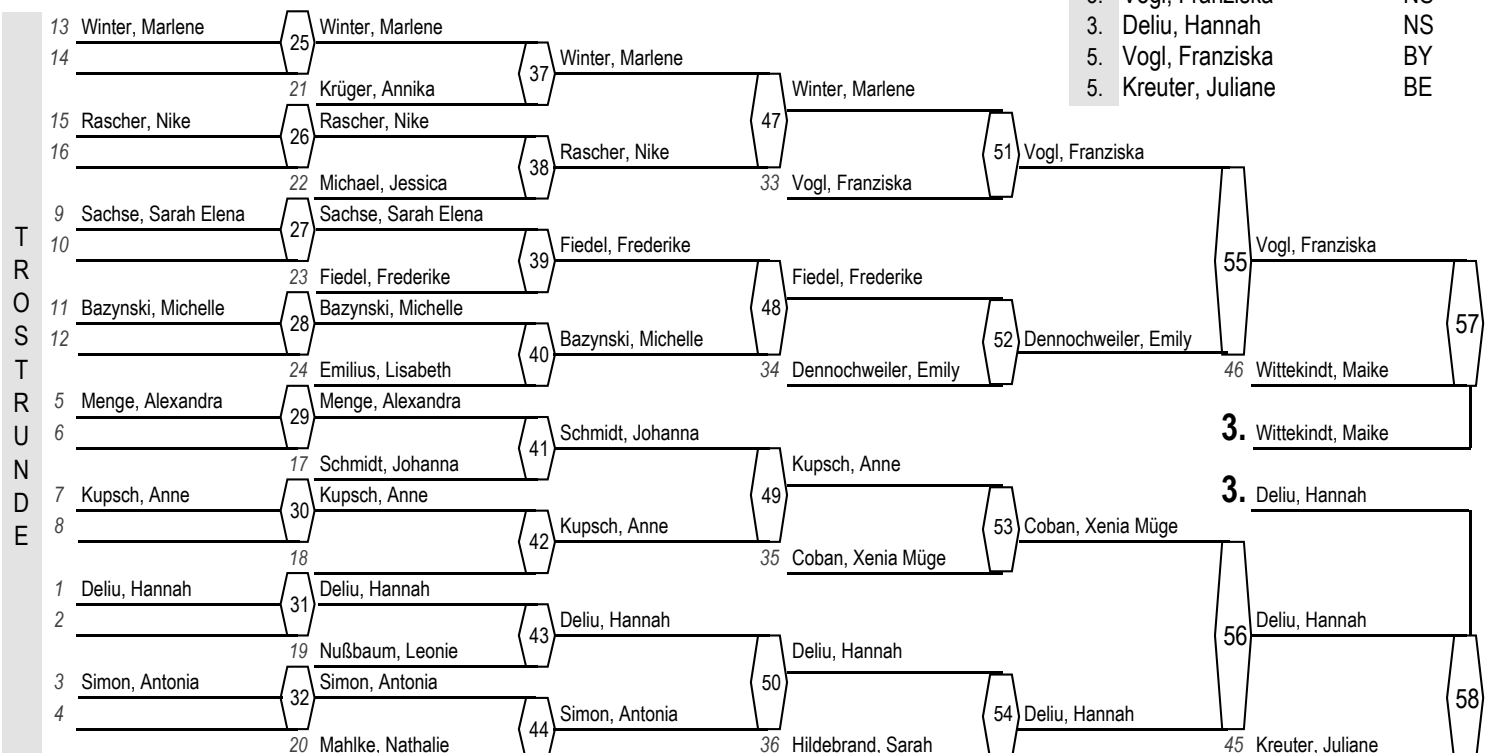 Vogl, Franziska NS
3. Deliu, Hannah NS
5. Vogl, Franziska BY
5. Kreuter, Juliane BE
TROSTRUNDE
13 Winter, Marlene
14
25
Winter, Marlene
21 Krüger, Annika
37
Winter, Marlene
15 Rascher, Nike
16
26
Rascher, Nike
22 Michael, Jessica
38
Rascher, Nike
47
Winter, Marlene
33 Vogl, Franziska
51
Vogl, Franziska
9 Sachse, Sarah Elena
10
27
Sachse, Sarah Elena
23 Fiedel, Frederike
39
Fiedel, Frederike
11 Bazynski, Michelle
12
28
Bazynski, Michelle
24 Emilius, Lisabeth
40
Bazynski, Michelle
48
Fiedel, Frederike
34 Dennochweiler, Emily
52
Dennochweiler, Emily
55
Vogl, Franziska
46 Wittekindt, Maike
57
3. Wittekindt, Maike
5 Menge, Alexandra
6
29
Menge, Alexandra
17 Schmidt, Johanna
41
Schmidt, Johanna
7 Kupsch, Anne
8
30
Kupsch, Anne
18
42
Kupsch, Anne
49
Kupsch, Anne
35 Coban, Xenia Müge
53
Coban, Xenia Müge
3. Deliu, Hannah
1 Deliu, Hannah
2
31
Deliu, Hannah
19 Nußbaum, Leonie
43
Deliu, Hannah
3 Simon, Antonia
4
32
Simon, Antonia
20 Mahlke, Nathalie
44
Simon, Antonia
50
Deliu, Hannah
36 Hildebrand, Sarah
54
Deliu, Hannah
56
Deliu, Hannah
45 Kreuter, Juliane
58